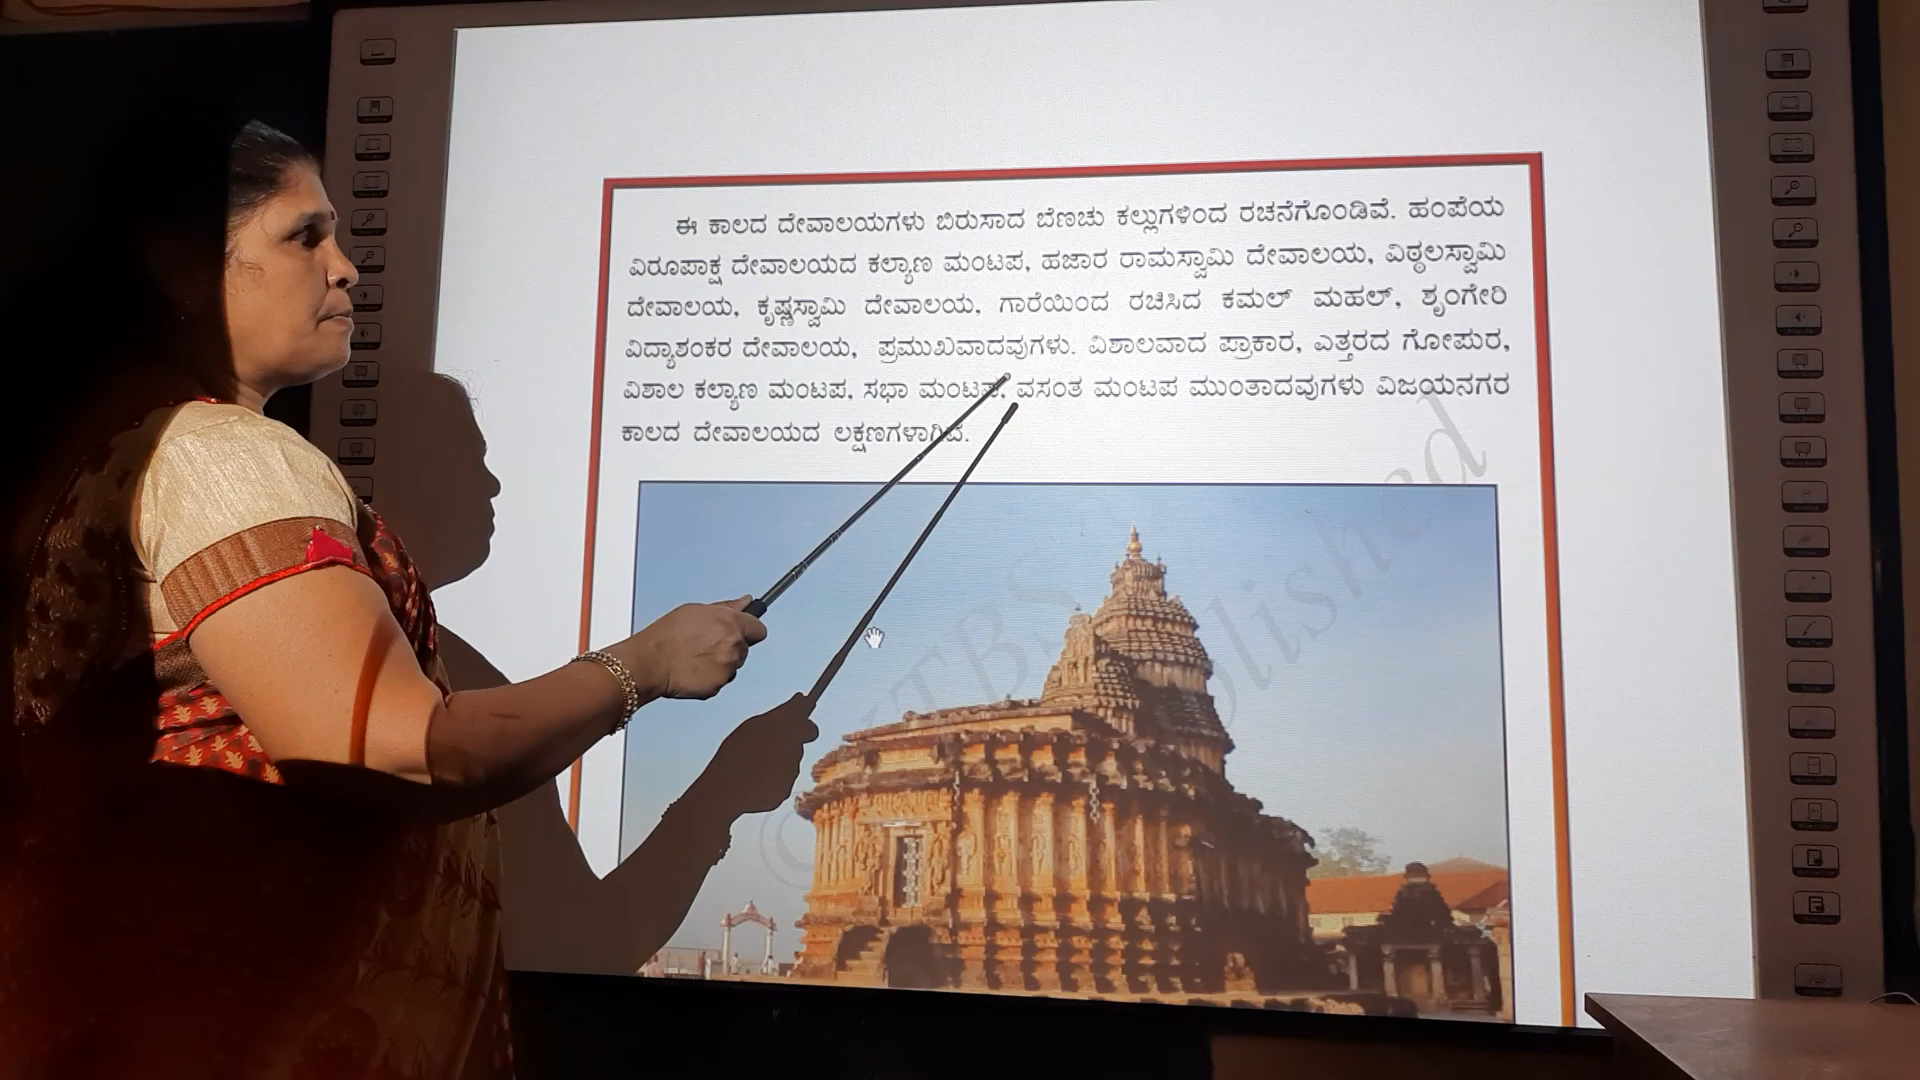 ಈ ಕಾಲದ ದೇವಾಲಯಗಳು ಬಿರುಸಾದ ಬೆಣಚು ಕಲ್ಲುಗಳಿಂದ ರಚನೆಗೊಂಡಿವೆ. ಹಂಪೆಯ
ವಿರೂಪಾಕ್ಷ ದೇವಾಲಯದ ಕಲ್ಯಾಣ ಮಂಟಪ, ಹಜಾರ ರಾಮಸ್ವಾಮಿ ದೇವಾಲಯ, ವಿಠ್ಠಲಸ್ವಾಮಿ
ದೇವಾಲಯ, ಕೃಷ್ಣಸ್ವಾಮಿ ದೇವಾಲಯ, ಗಾರೆಯಿಂದ ರಚಿಸಿದ ಕಮಲ್ ಮಹಲ್, ಶೃಂಗೇರಿ
ವಿದ್ಯಾಶಂಕರ ದೇವಾಲಯ, ಪ್ರಮುಖವಾದವುಗಳು. ವಿಶಾಲವಾದ ಪ್ರಾಕಾರ, ಎತ್ತರದ ಗೋಪುರ,
ವಿಶಾಲ ಕಲ್ಯಾಣ ಮಂಟಪ, ಸಭಾ ಮಂಟಪ, ವಸಂತ ಮಂಟಪ ಮುಂತಾದವುಗಳು ವಿಜಯನಗರ
ಕಾಲದ ದೇವಾಲಯದ ಲಕ್ಷಣಗಳಾಗಿವೆ.